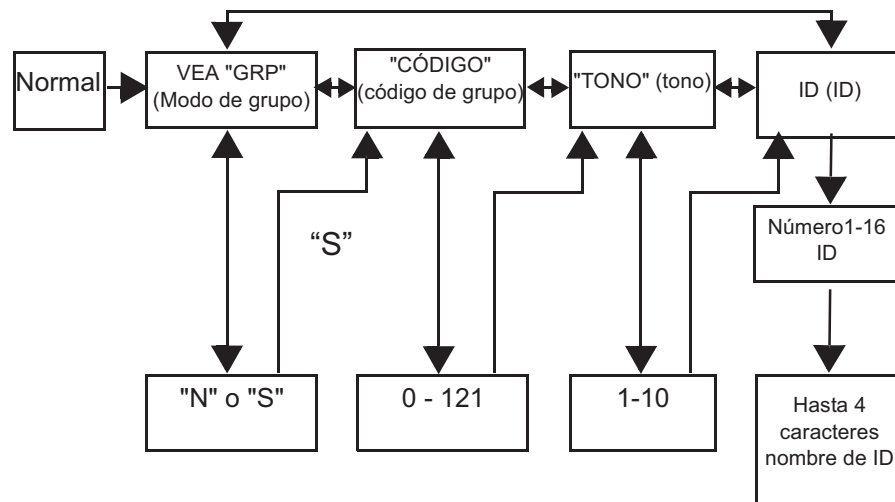 Normal
VEA "GRP"
(Modo de grupo)
"CÓDIGO"
(código de grupo)
"TONO" (tono)
ID (ID)
“S”
Número1-16
ID
"N" o "S"
0 - 121
1-10
Hasta 4
caracteres
nombre de ID